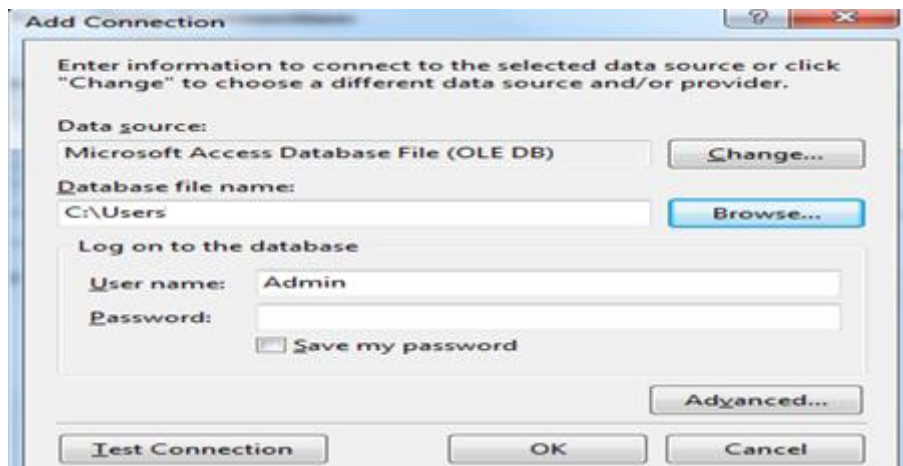 Add Connection
Enter information to connect to the selected data source or click
"Change" to choose a different data source and/or provider.
Data source:
Microsoft Access Database File (OLE DB)
Change...
Database file name:
C:\Users
Browse...
Log on to the database
User name:
Admin
Password:
Save my password
Advanced...
Test Connection
OK
Cancel